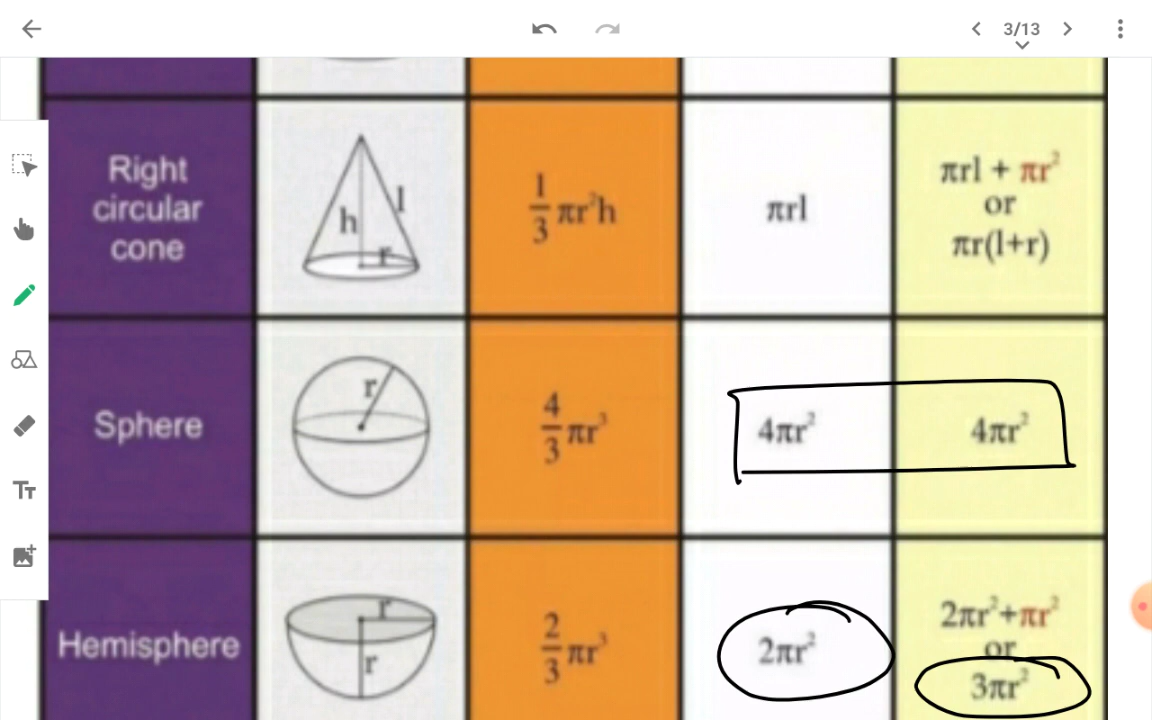 3/13
Right
circular
cone
h
l
r
1/3 πr²h
πrl
πrl + πr²
or
πr(l+r)
Sphere
r
4/3 πr³
4πr²
4πr²
Hemisphere
r
r
2/3 πr³
2πr²
2πr²+πr²
or
3πr²
Tт